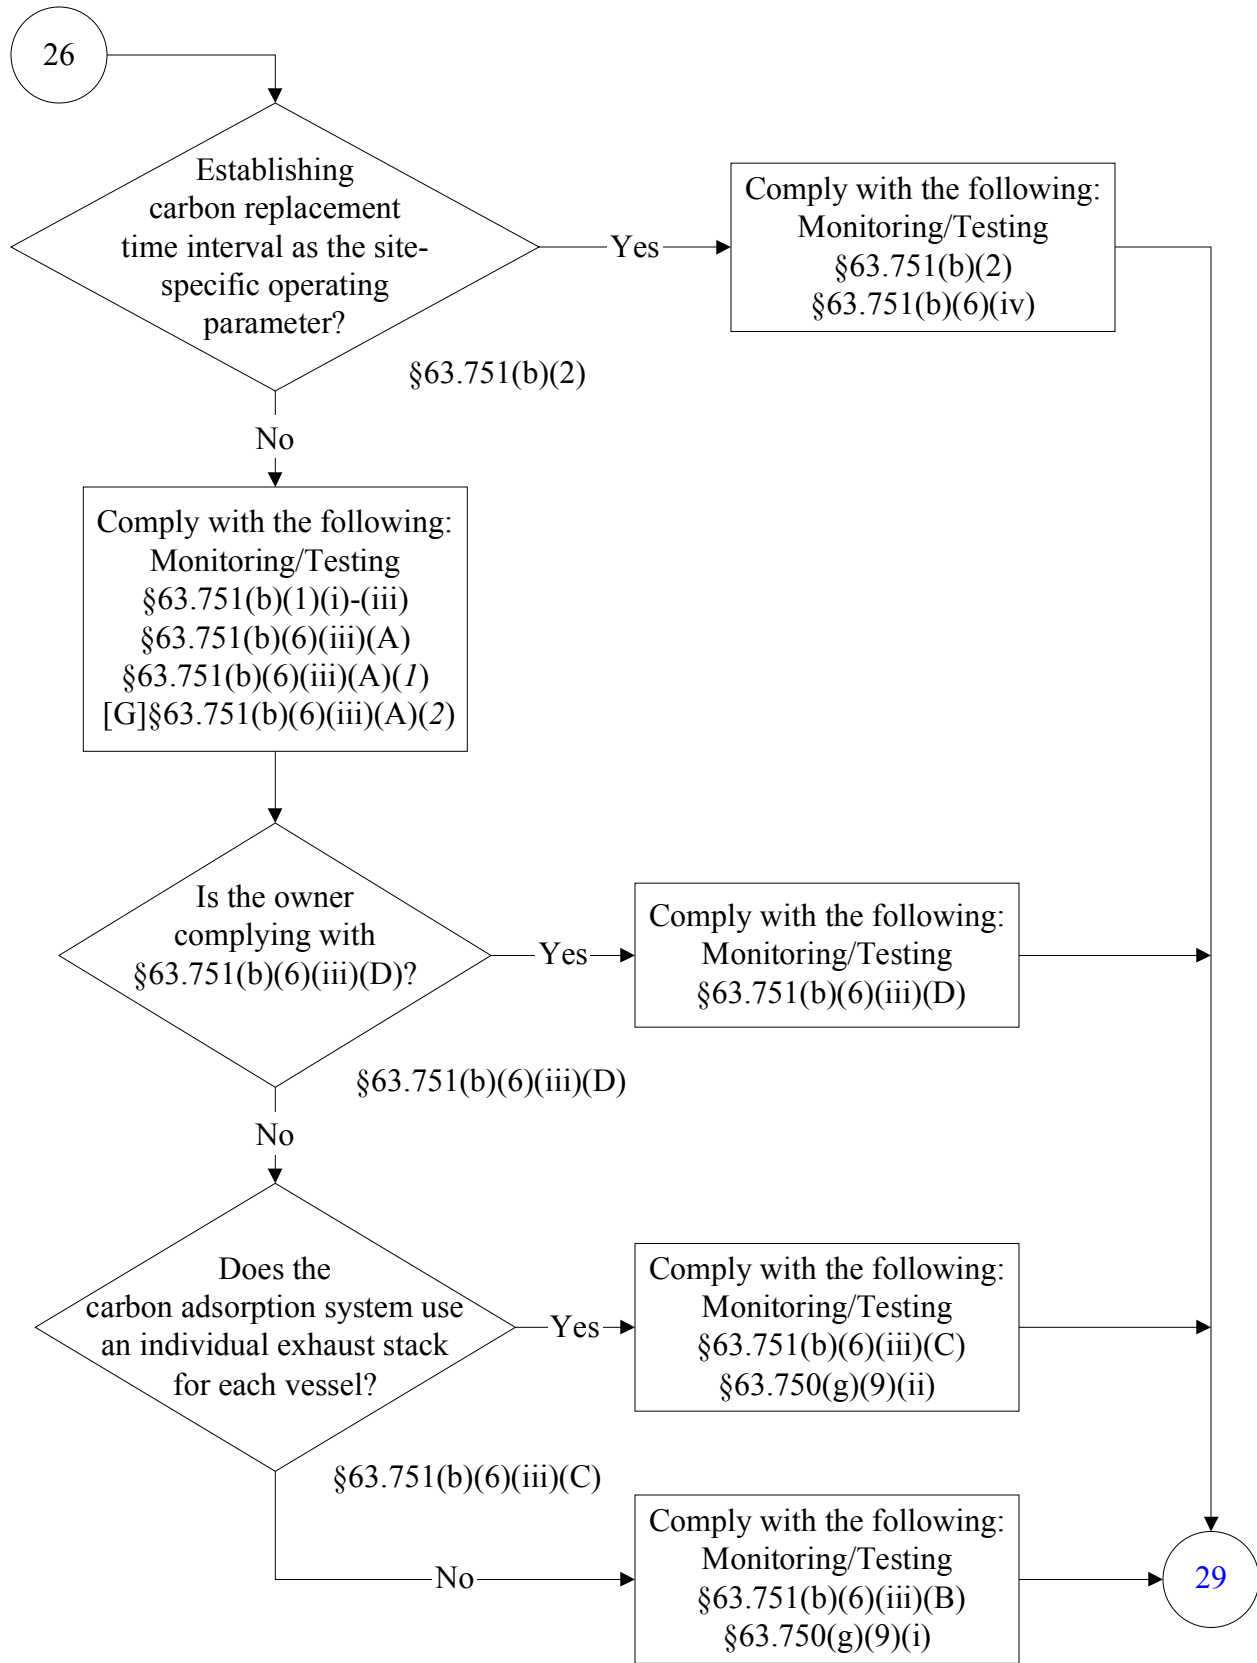 26
Establishing
carbon replacement
time interval as the site-
specific operating
parameter?
Yes
Comply with the following:
Monitoring/Testing
§63.751(b)(2)
§63.751(b)(6)(iv)
§63.751(b)(2)
No
Comply with the following:
Monitoring/Testing
§63.751(b)(1)(i)-(iii)
§63.751(b)(6)(iii)(A)
§63.751(b)(6)(iii)(A)(1)
[G]§63.751(b)(6)(iii)(A)(2)
Is the owner
complying with
§63.751(b)(6)(iii)(D)?
Yes
Comply with the following:
Monitoring/Testing
§63.751(b)(6)(iii)(D)
§63.751(b)(6)(iii)(D)
No
Does the
carbon adsorption system use
an individual exhaust stack
for each vessel?
Yes
Comply with the following:
Monitoring/Testing
§63.751(b)(6)(iii)(C)
§63.750(g)(9)(ii)
§63.751(b)(6)(iii)(C)
No
Comply with the following:
Monitoring/Testing
§63.751(b)(6)(iii)(B)
§63.750(g)(9)(i)
29